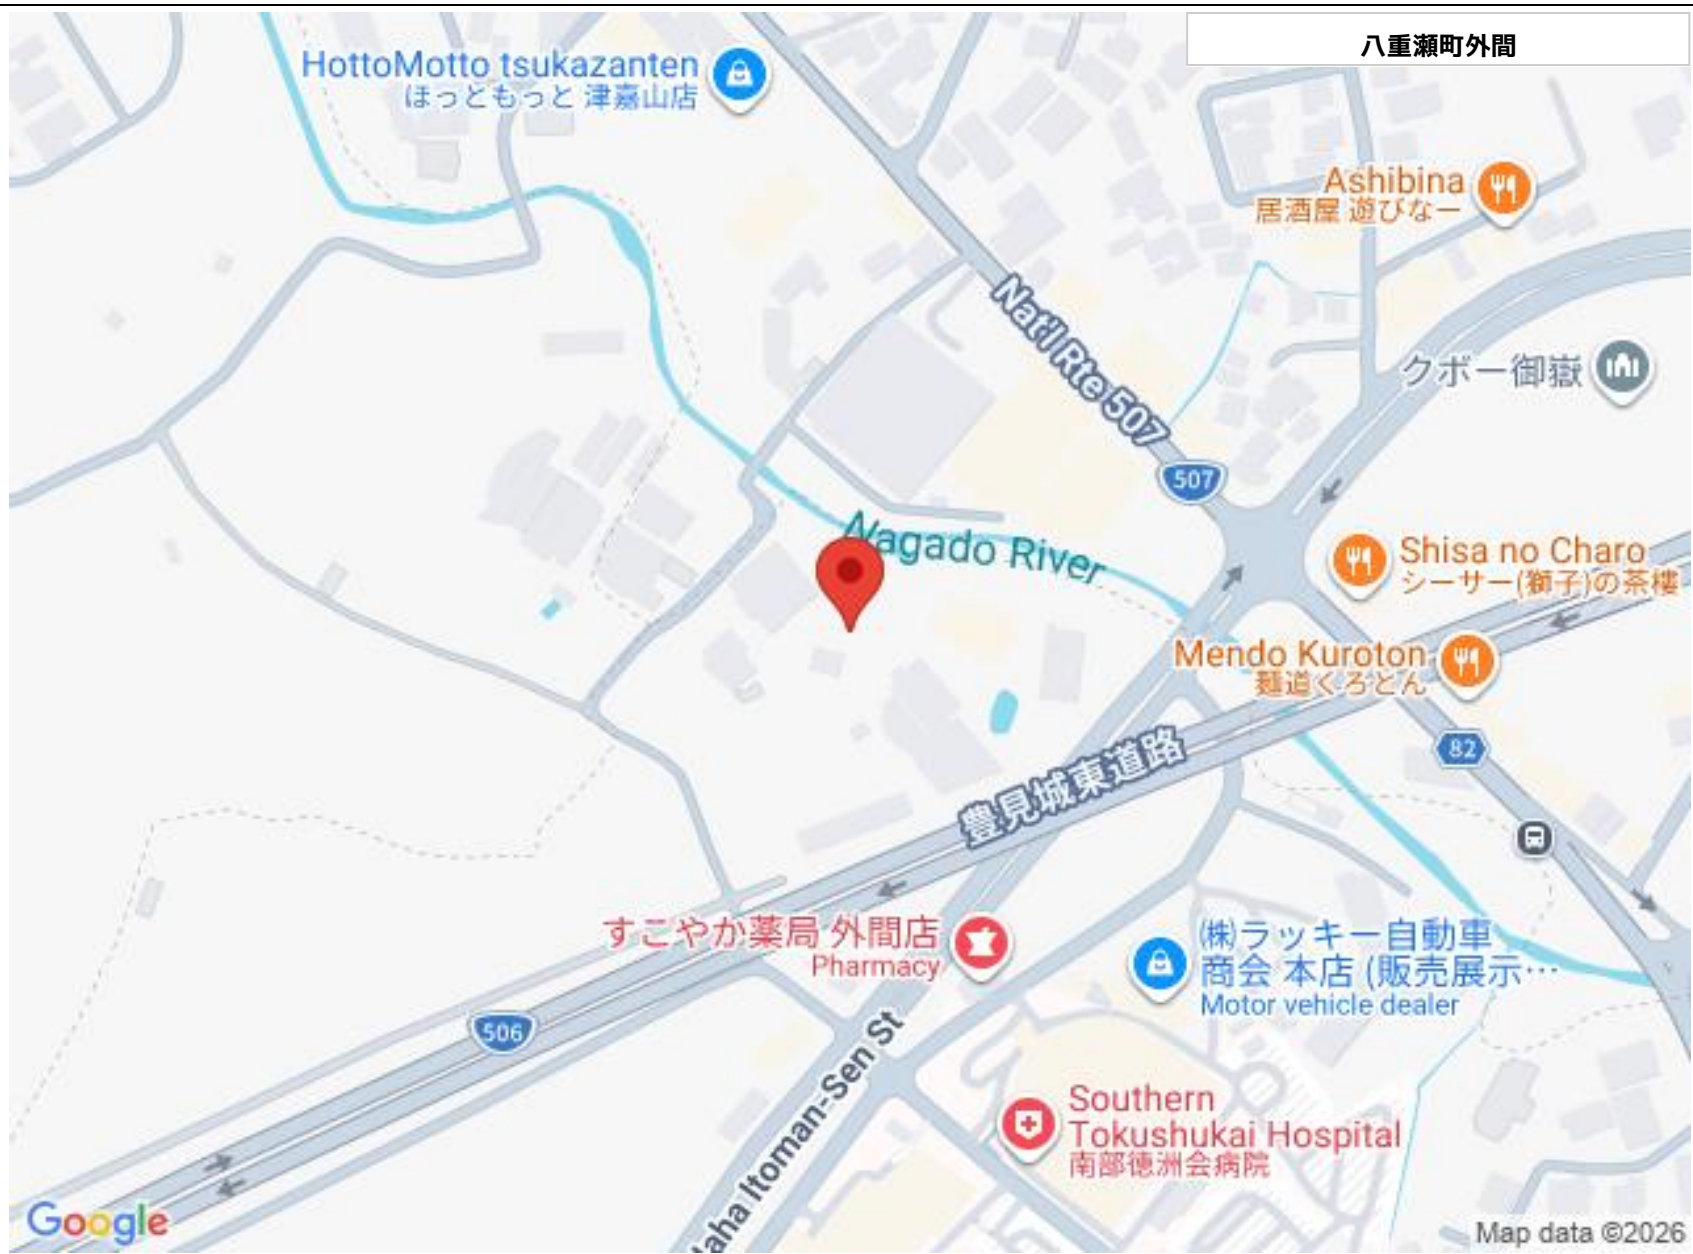 八重瀬町外間
HottoMotto tsukazanten
ほっともっと 津嘉山店
Ashibina
居酒屋 遊びなー
Nat'l Rte 507
クボー御嶽
507
Nagado River
Shisa no Charo
シーサー(獅子)の茶樓
Mendo Kuroton
麺道くろとん
82
豊見城東道路
すこやか薬局 外間店
Pharmacy
㈱ラッキー自動車
商会 本店 (販売展示…
Motor vehicle dealer
506
Naha Itoman-Sen St
Southern
Tokushukai Hospital
南部徳洲会病院
Google
Map data ©2026